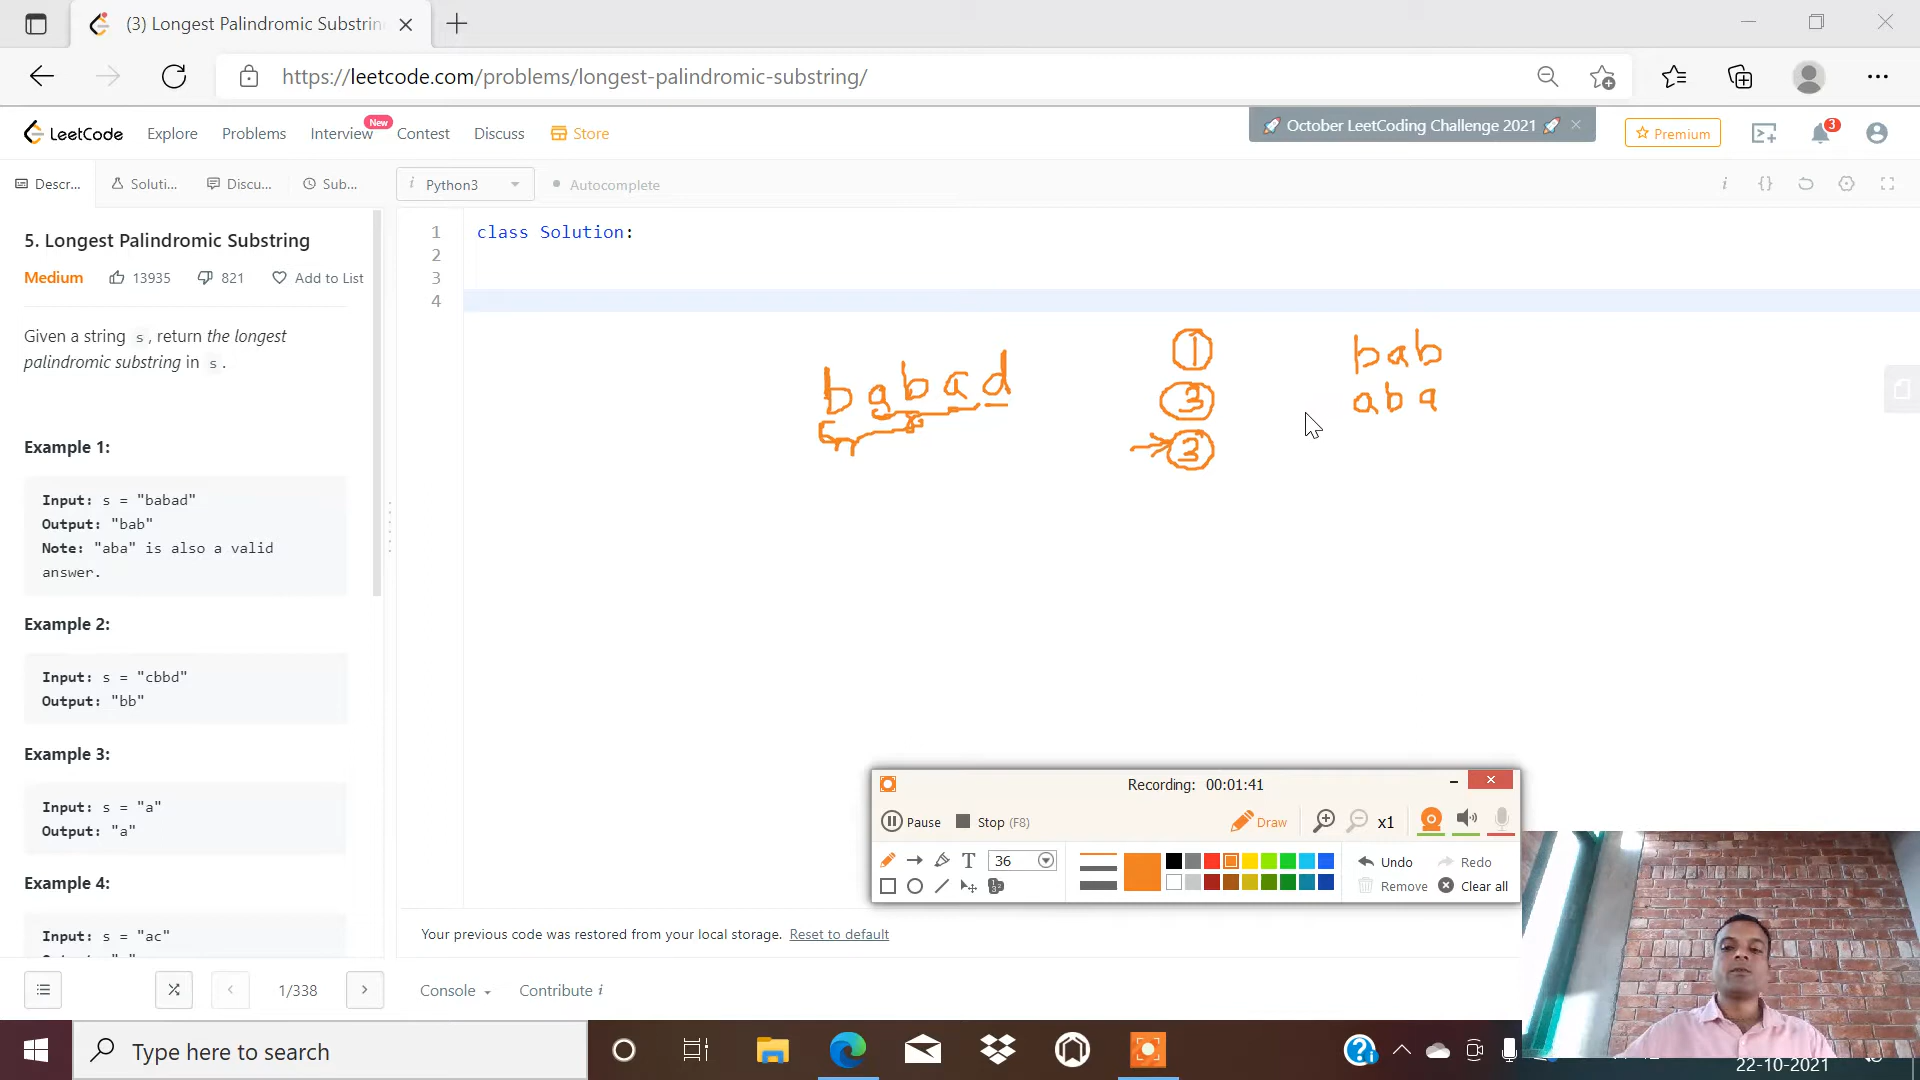 (3) Longest Palindromic Substrin
https://leetcode.com/problems/longest-palindromic-substring/
LeetCode Explore Problems Interview New Contest Discuss Store
October LeetCoding Challenge 2021
Premium
3
Descr... Soluti... Discu... Sub...
i Python3 Autocomplete
i {}
5. Longest Palindromic Substring
Medium 13935 821 Add to List
Given a string s, return the longest
palindromic substring in s.
Example 1:
Input: s = "babad"
Output: "bab"
Note: "aba" is also a valid
answer.
Example 2:
Input: s = "cbbd"
Output: "bb"
Example 3:
Input: s = "a"
Output: "a"
Example 4:
Input: s = "ac"
1 class Solution:
2
3
4
babad
1
3
3
bab
aba
Recording: 00:01:41
Pause Stop (F8) Draw x1
T 36 Undo Redo
Remove Clear all
Your previous code was restored from your local storage. Reset to default
1/338
Console Contribute i
Type here to search
22-10-2021